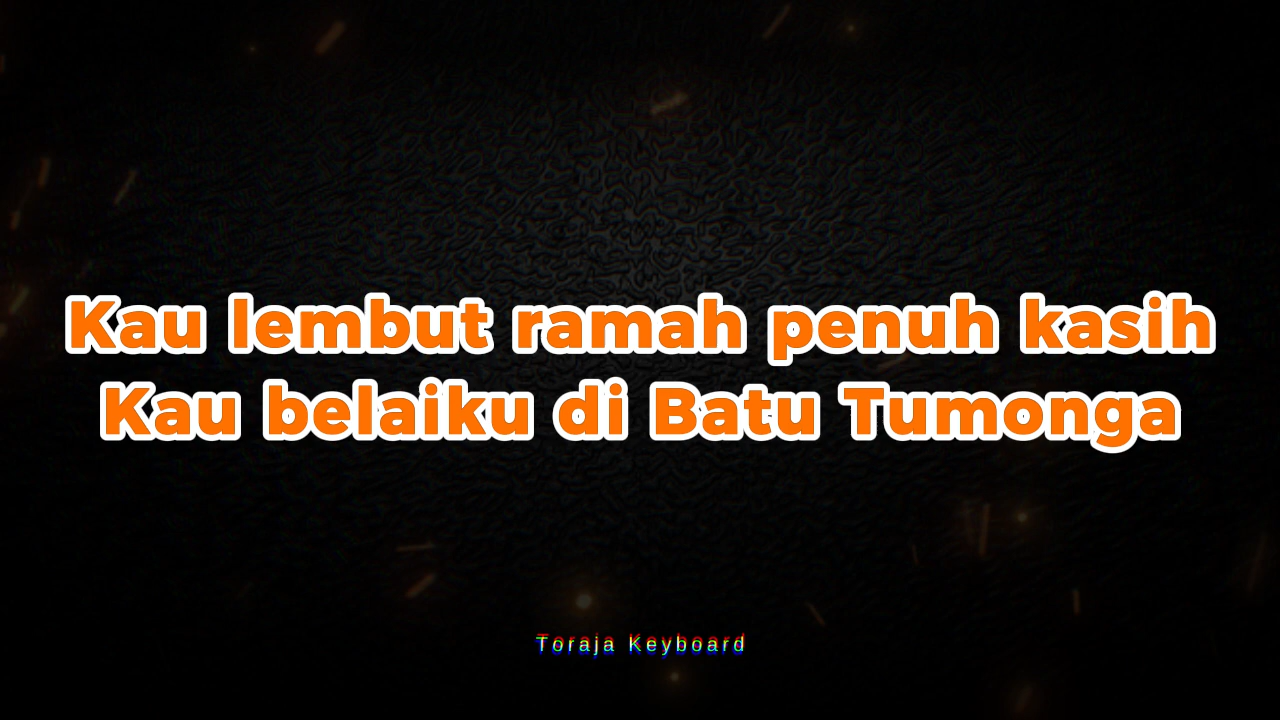 Kau lembut ramah penuh kasih
Kau belaiku di Batu Tumonga
Toraja Keyboard